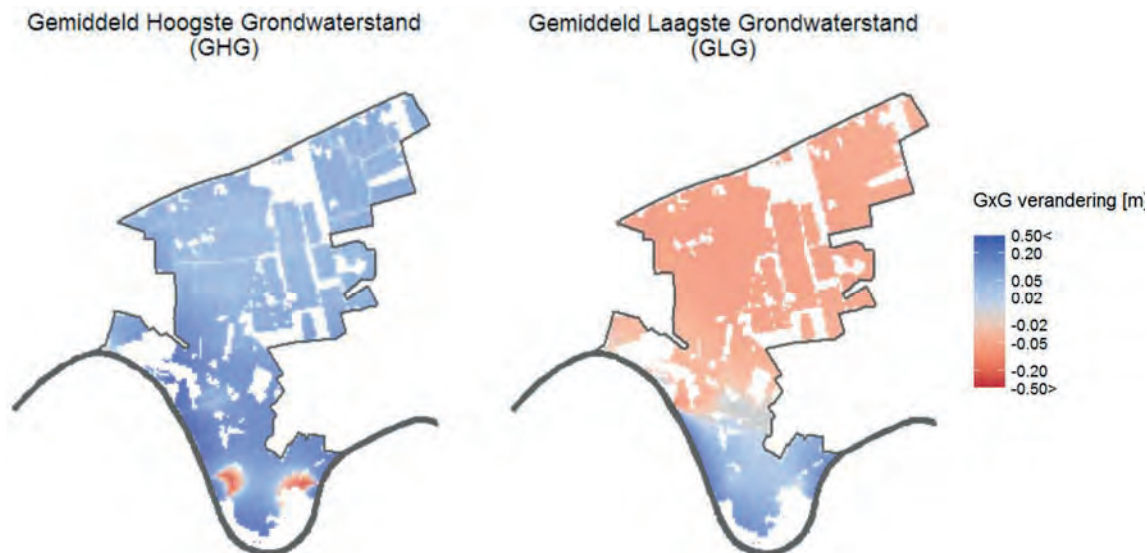 Gemiddeld Hoogste Grondwaterstand
(GHG)
Gemiddeld Laagste Grondwaterstand
(GLG)
GxG verandering [m]
0.50<
0.20
0.05
0.02
-0.02
-0.05
-0.20
-0.50>